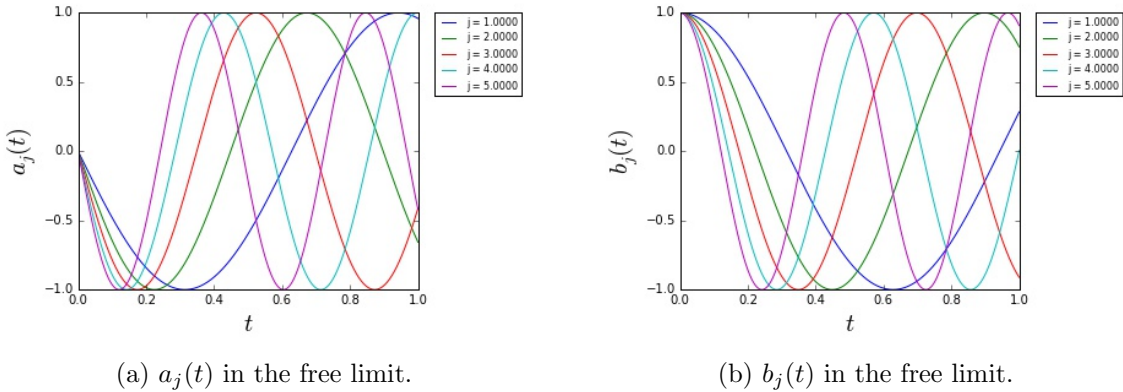 1.0
0.5
0.0
−0.5
−1.0
a_j(t)
0.0 0.2 0.4 0.6 0.8 1.0
t
j = 1.0000
j = 2.0000
j = 3.0000
j = 4.0000
j = 5.0000
(a) a_j(t) in the free limit.
1.0
0.5
0.0
−0.5
−1.0
b_j(t)
0.0 0.2 0.4 0.6 0.8 1.0
t
j = 1.0000
j = 2.0000
j = 3.0000
j = 4.0000
j = 5.0000
(b) b_j(t) in the free limit.